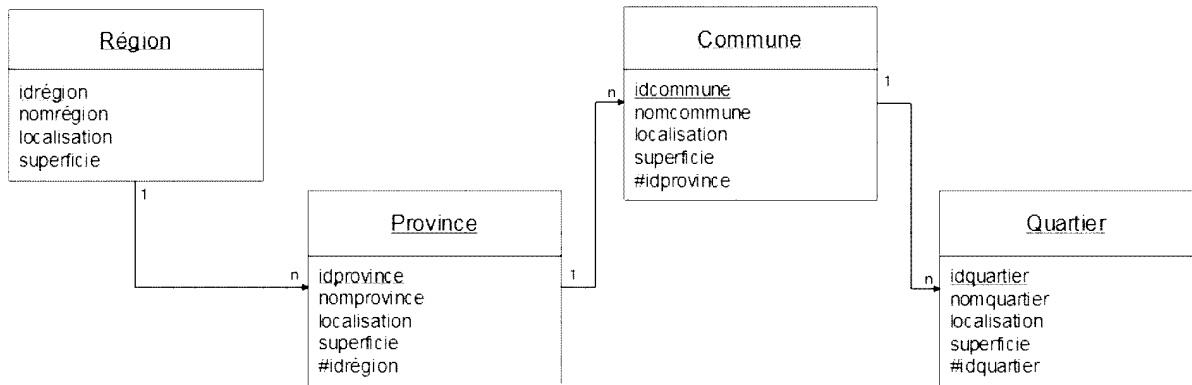 Région
idrégion
nomrégion
localisation
superficie
1
n
Province
idprovince
nomprovince
localisation
superficie
#idrégion
1
n
Commune
idcommune
nomcommune
localisation
superficie
#idprovince
1
n
Quartier
idquartier
nomquartier
localisation
superficie
#idquartier